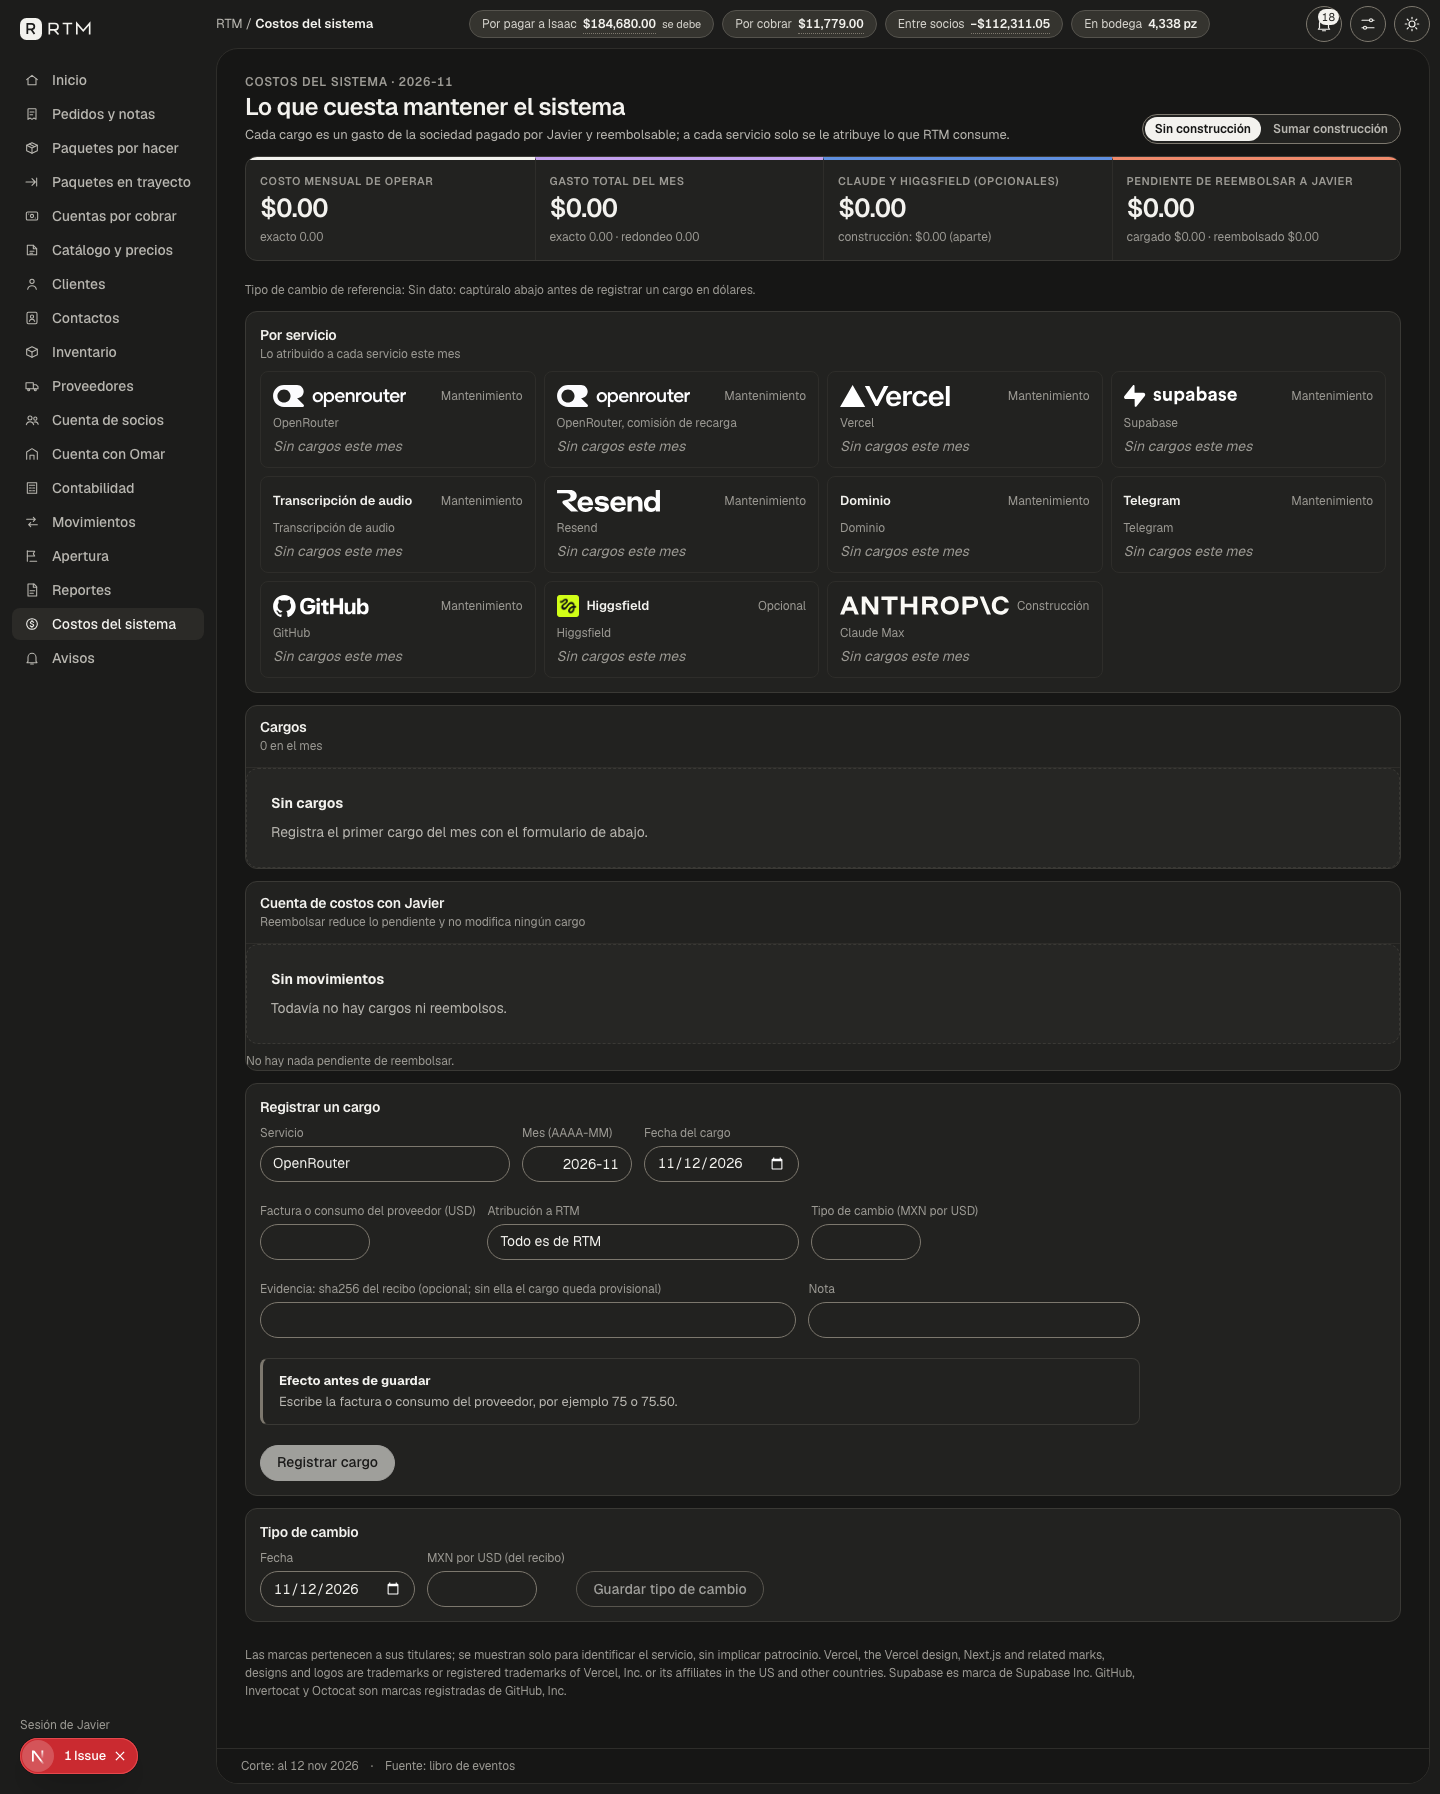 R RTM
RTM / Costos del sistema
Por pagar a Isaac $184,680.00 se debe
Por cobrar $11,779.00
Entre socios −$112,311.05
En bodega 4,338 pz
18
Inicio
Pedidos y notas
Paquetes por hacer
Paquetes en trayecto
Cuentas por cobrar
Catálogo y precios
Clientes
Contactos
Inventario
Proveedores
Cuenta de socios
Cuenta con Omar
Contabilidad
Movimientos
Apertura
Reportes
Costos del sistema
Avisos
Sesión de Javier
N 1 Issue
COSTOS DEL SISTEMA · 2026-11
Lo que cuesta mantener el sistema
Cada cargo es un gasto de la sociedad pagado por Javier y reembolsable; a cada servicio solo se le atribuye lo que RTM consume.
Sin construcción Sumar construcción
COSTO MENSUAL DE OPERAR
$0.00
exacto 0.00
GASTO TOTAL DEL MES
$0.00
exacto 0.00 · redondeo 0.00
CLAUDE Y HIGGSFIELD (OPCIONALES)
$0.00
construcción: $0.00 (aparte)
PENDIENTE DE REEMBOLSAR A JAVIER
$0.00
cargado $0.00 · reembolsado $0.00
Tipo de cambio de referencia: Sin dato: captúralo abajo antes de registrar un cargo en dólares.
Por servicio
Lo atribuido a cada servicio este mes
openrouter Mantenimiento
OpenRouter
Sin cargos este mes
openrouter Mantenimiento
OpenRouter, comisión de recarga
Sin cargos este mes
Vercel Mantenimiento
Vercel
Sin cargos este mes
supabase Mantenimiento
Supabase
Sin cargos este mes
Transcripción de audio Mantenimiento
Transcripción de audio
Sin cargos este mes
Resend Mantenimiento
Resend
Sin cargos este mes
Dominio Mantenimiento
Dominio
Sin cargos este mes
Telegram Mantenimiento
Telegram
Sin cargos este mes
GitHub Mantenimiento
GitHub
Sin cargos este mes
Higgsfield Opcional
Higgsfield
Sin cargos este mes
ANTHROP\C Construcción
Claude Max
Sin cargos este mes
Cargos
0 en el mes
Sin cargos
Registra el primer cargo del mes con el formulario de abajo.
Cuenta de costos con Javier
Reembolsar reduce lo pendiente y no modifica ningún cargo
Sin movimientos
Todavía no hay cargos ni reembolsos.
No hay nada pendiente de reembolsar.
Registrar un cargo
Servicio Mes (AAAA-MM) Fecha del cargo
OpenRouter 2026-11 11/12/2026
Factura o consumo del proveedor (USD) Atribución a RTM Tipo de cambio (MXN por USD)
Todo es de RTM
Evidencia: sha256 del recibo (opcional; sin ella el cargo queda provisional) Nota
Efecto antes de guardar
Escribe la factura o consumo del proveedor, por ejemplo 75 o 75.50.
Registrar cargo
Tipo de cambio
Fecha MXN por USD (del recibo)
11/12/2026 Guardar tipo de cambio
Las marcas pertenecen a sus titulares; se muestran solo para identificar el servicio, sin implicar patrocinio. Vercel, the Vercel design, Next.js and related marks,
designs and logos are trademarks or registered trademarks of Vercel, Inc. or its affiliates in the US and other countries. Supabase es marca de Supabase Inc. GitHub,
Invertocat y Octocat son marcas registradas de GitHub, Inc.
Corte: al 12 nov 2026 · Fuente: libro de eventos